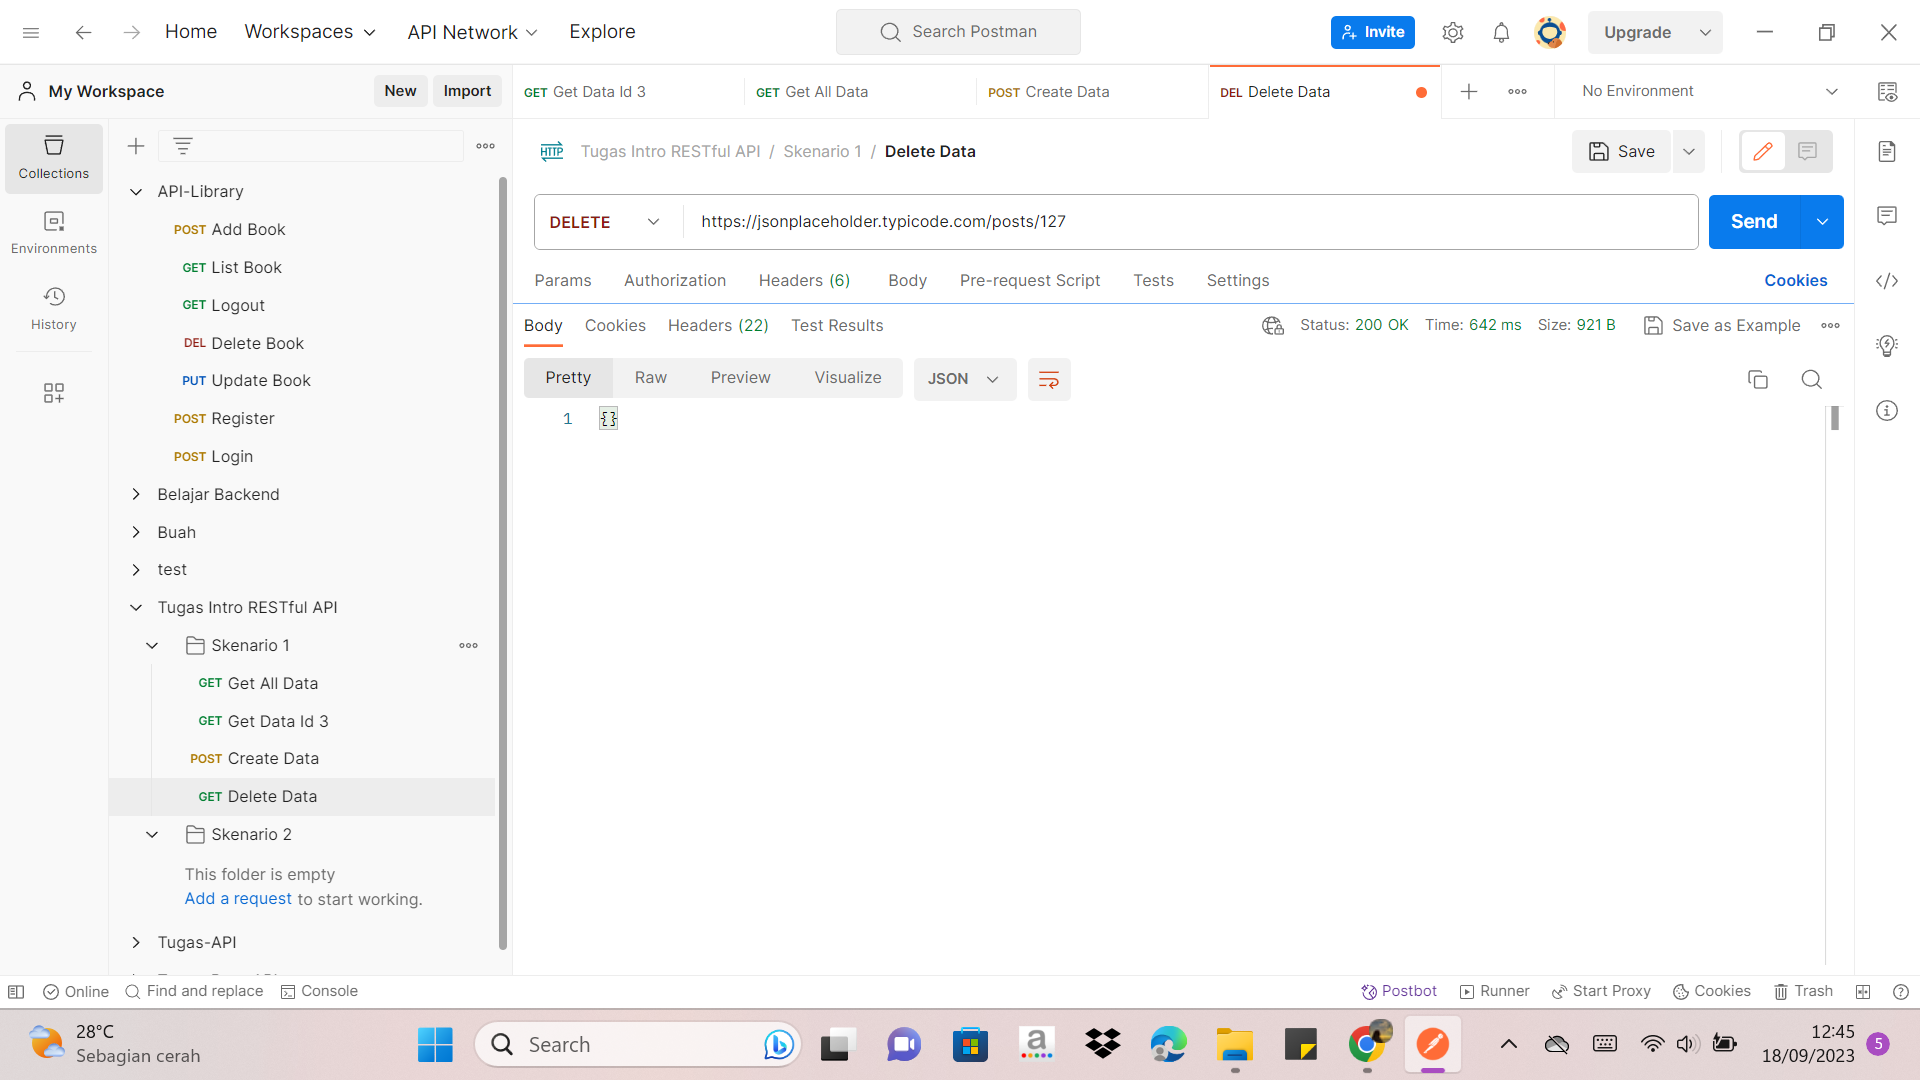 Home
Workspaces
API Network
Explore
Search Postman
Invite
Upgrade
My Workspace
New
Import
GET Get Data Id 3
GET Get All Data
POST Create Data
DEL Delete Data
No Environment
Collections
Environments
History
API-Library
POST Add Book
GET List Book
GET Logout
DEL Delete Book
PUT Update Book
POST Register
POST Login
Belajar Backend
Buah
test
Tugas Intro RESTful API
Skenario 1
GET Get All Data
GET Get Data Id 3
POST Create Data
GET Delete Data
Skenario 2
This folder is empty
Add a request to start working.
Tugas-API
HTTP Tugas Intro RESTful API / Skenario 1 / Delete Data
Save
DELETE
https://jsonplaceholder.typicode.com/posts/127
Send
Params
Authorization
Headers (6)
Body
Pre-request Script
Tests
Settings
Cookies
Body
Cookies
Headers (22)
Test Results
Status: 200 OK
Time: 642 ms
Size: 921 B
Save as Example
Pretty
Raw
Preview
Visualize
JSON
1 {}
Online
Find and replace
Console
Postbot
Runner
Start Proxy
Cookies
Trash
28°C
Sebagian cerah
Search
a
12:45
18/09/2023
5